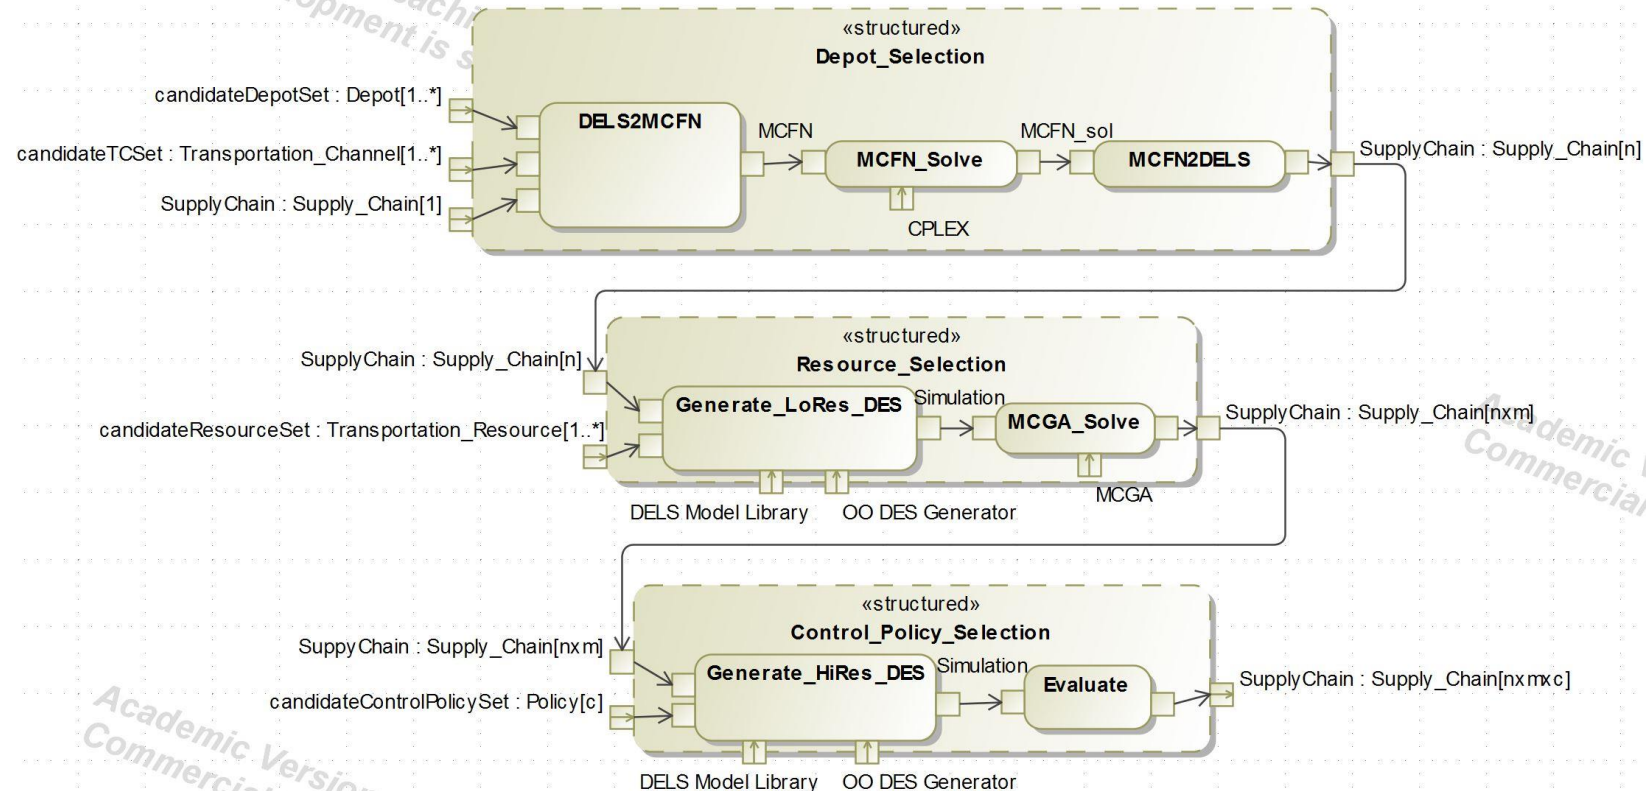 «structured»
Depot_Selection
candidateDepotSet : Depot[1..*]
DELS2MCFN
MCFN
MCFN_sol
candidateTCSet : Transportation_Channel[1..*]
MCFN_Solve
MCFN2DELS
SupplyChain : Supply_Chain[n]
SupplyChain : Supply_Chain[1]
CPLEX
«structured»
Resource_Selection
SupplyChain : Supply_Chain[n]
Generate_LoRes_DES
Simulation
MCGA_Solve
SupplyChain : Supply_Chain[nxm]
candidateResourceSet : Transportation_Resource[1..*]
MCGA
DELS Model Library
OO DES Generator
«structured»
Control_Policy_Selection
SuppyChain : Supply_Chain[nxm]
Generate_HiRes_DES
Simulation
Evaluate
SupplyChain : Supply_Chain[nxmxc]
candidateControlPolicySet : Policy[c]
DELS Model Library
OO DES Generator
Academic Version
Commercial
Academic
Commercial